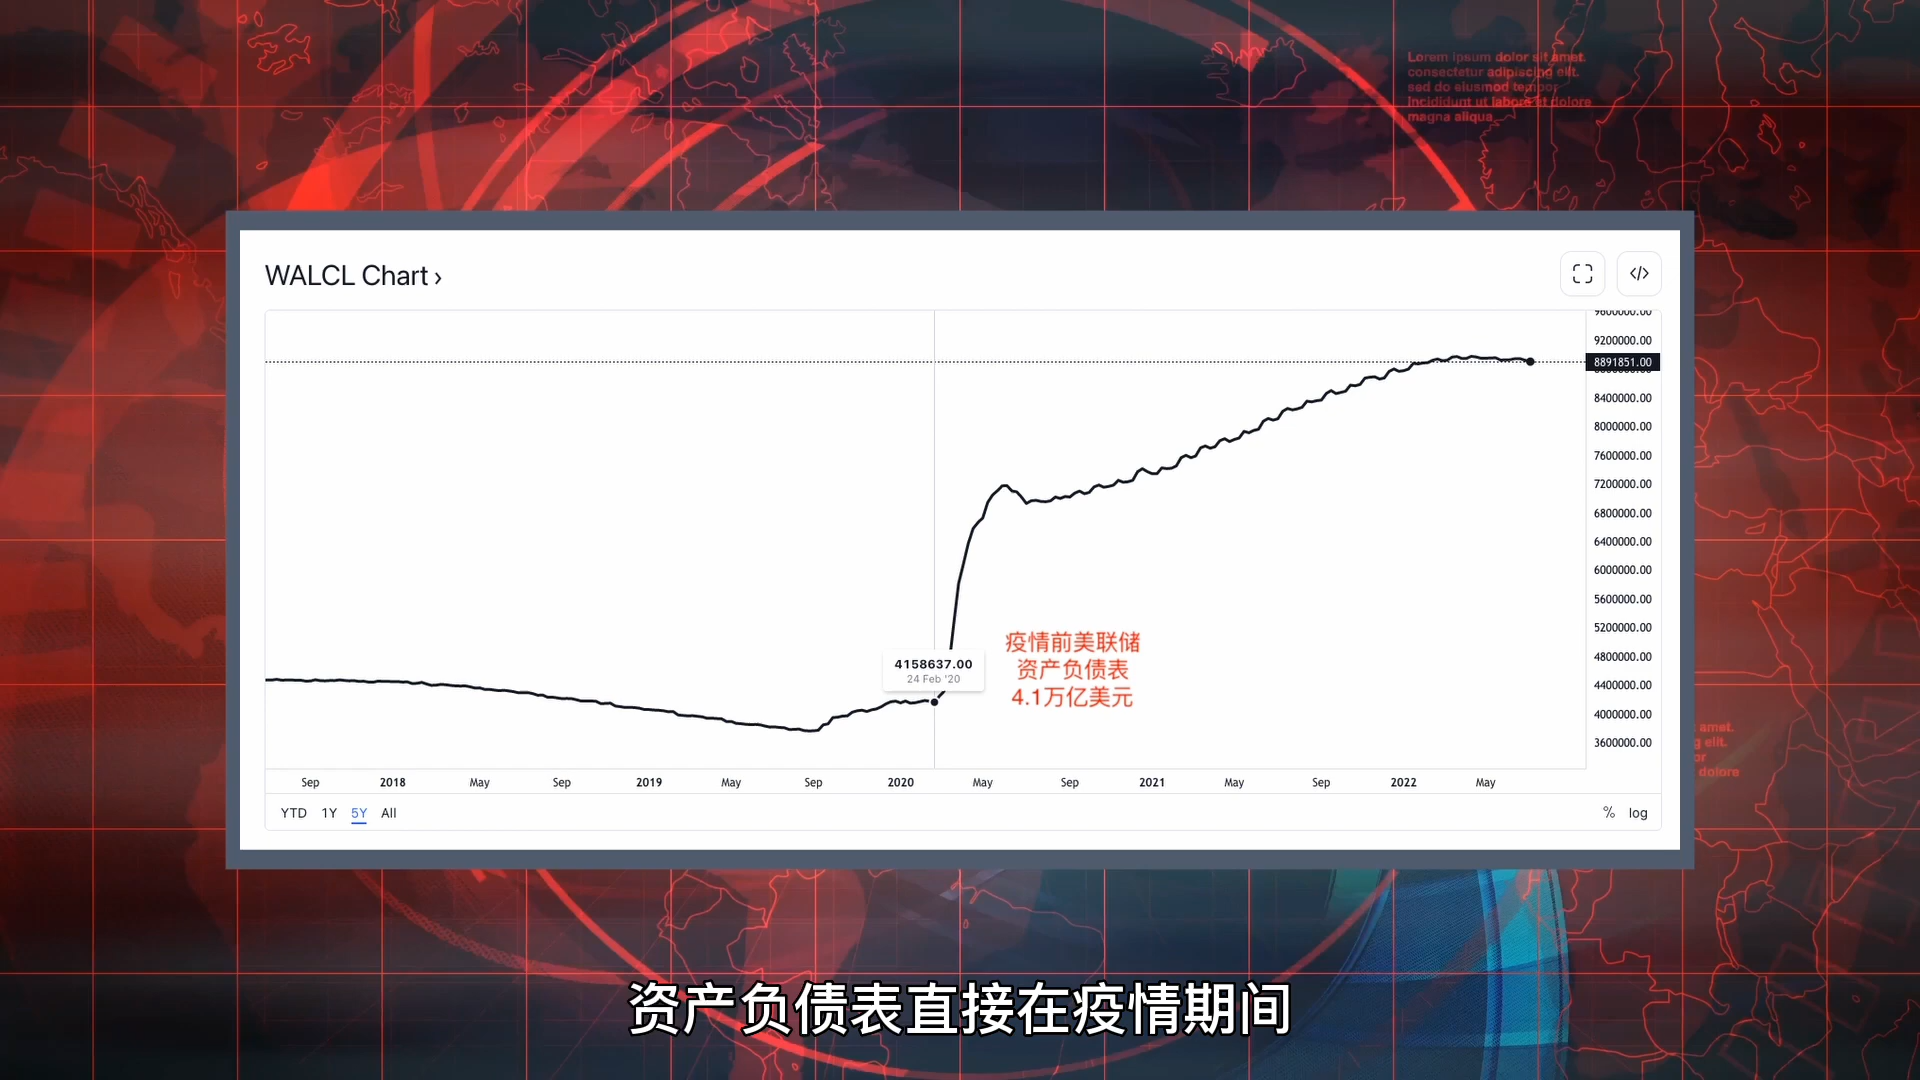 Lorem ipsum dolor sit amet.
consectetur adipiscing elit.
sed do eiusmod tempor
incididunt ut labore et dolore
magna aliqua
WALCL Chart ›
</>
9600000.00
9200000.00
8891851.00
8400000.00
8000000.00
7600000.00
7200000.00
6800000.00
6400000.00
6000000.00
5600000.00
5200000.00
4800000.00
4400000.00
4000000.00
3600000.00
4158637.00
24 Feb '20
疫情前美联储
资产负债表
4.1万亿美元
Sep 2018 May Sep 2019 May Sep 2020 May Sep 2021 May Sep 2022 May
YTD 1Y 5Y All % log
amet.
elit.
or
dolore
资产负债表直接在疫情期间